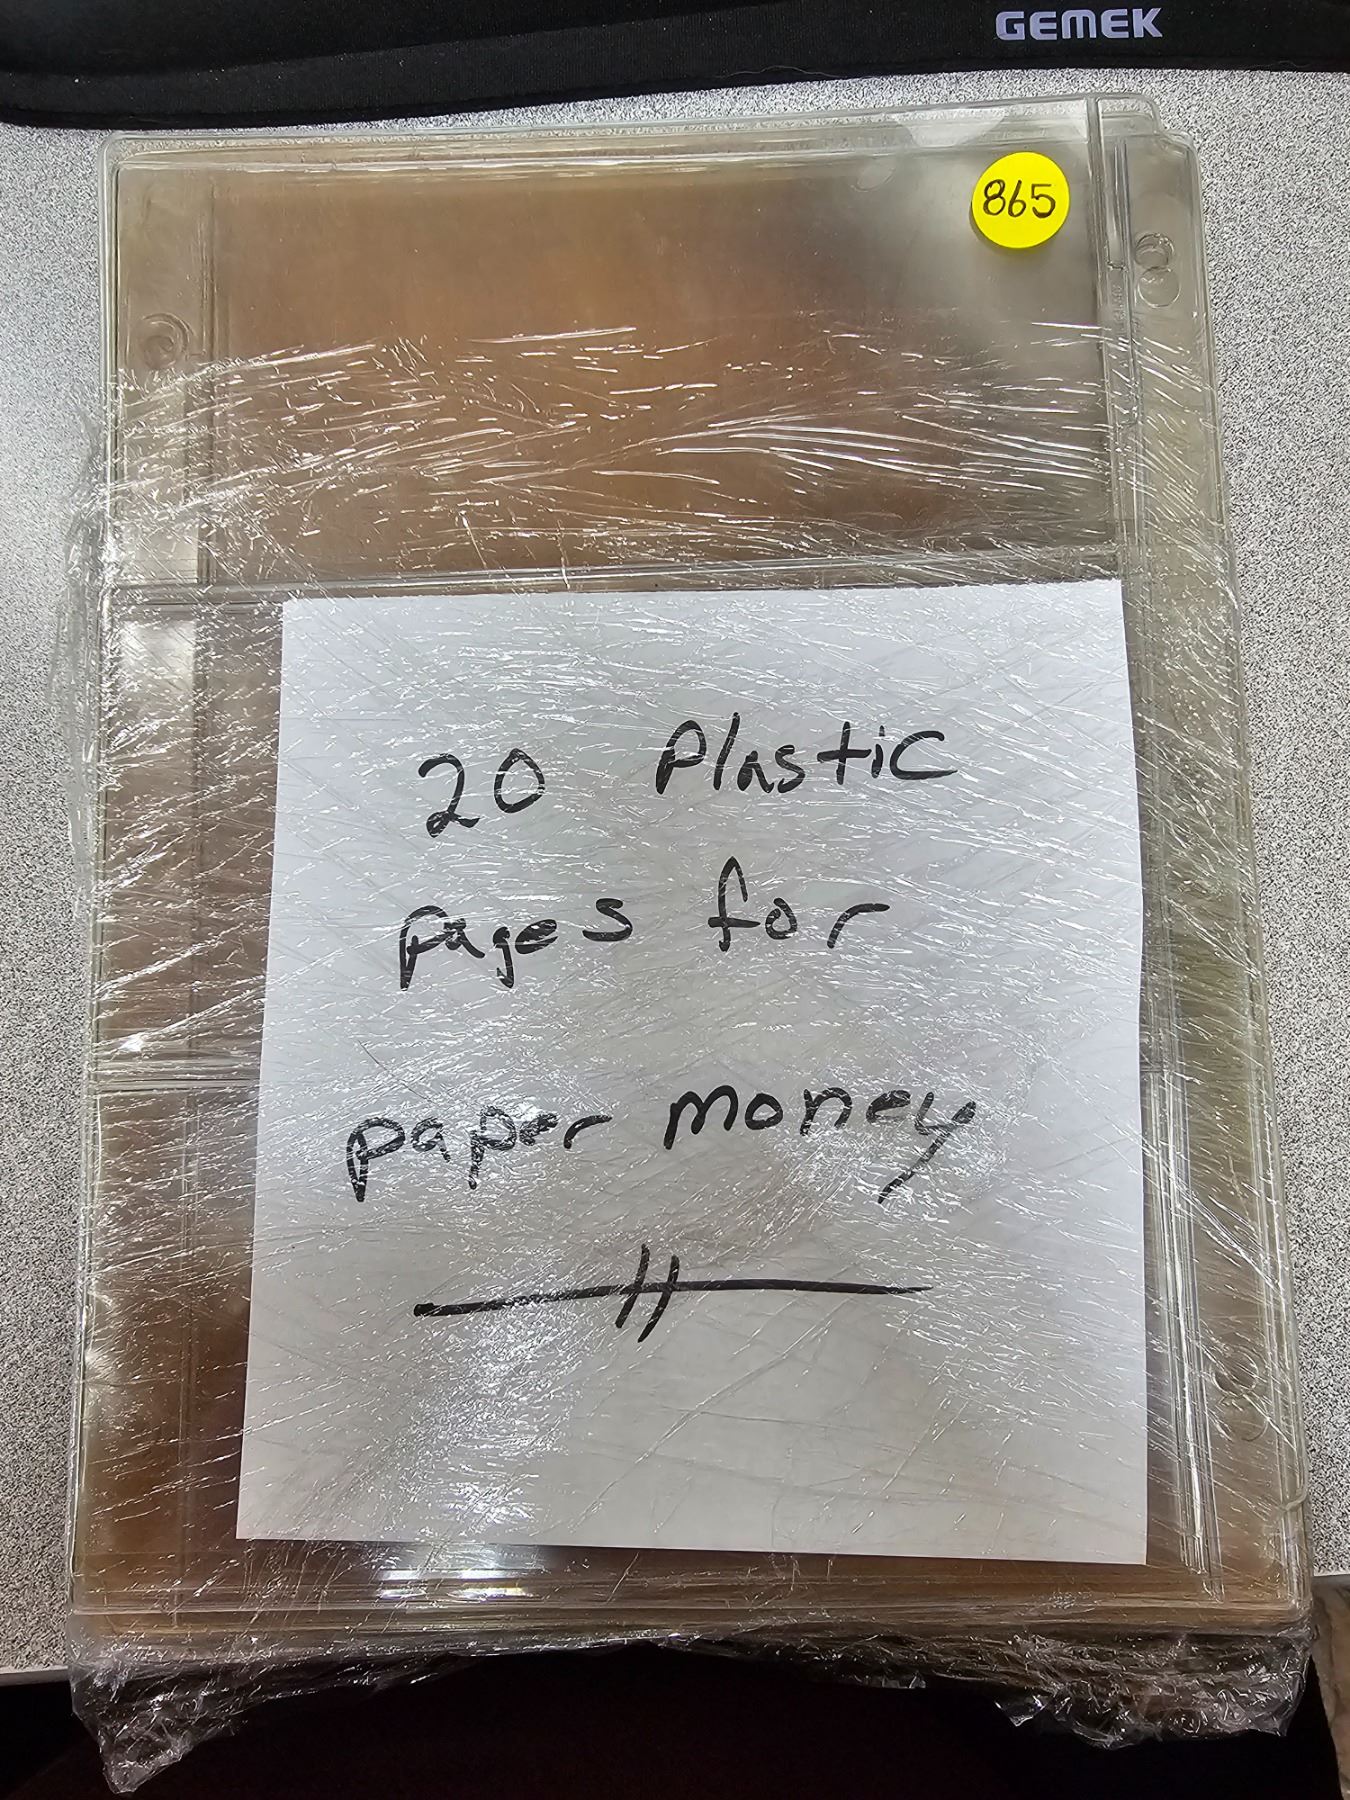 GEMEK
865
20 Plastic
pages for
paper money